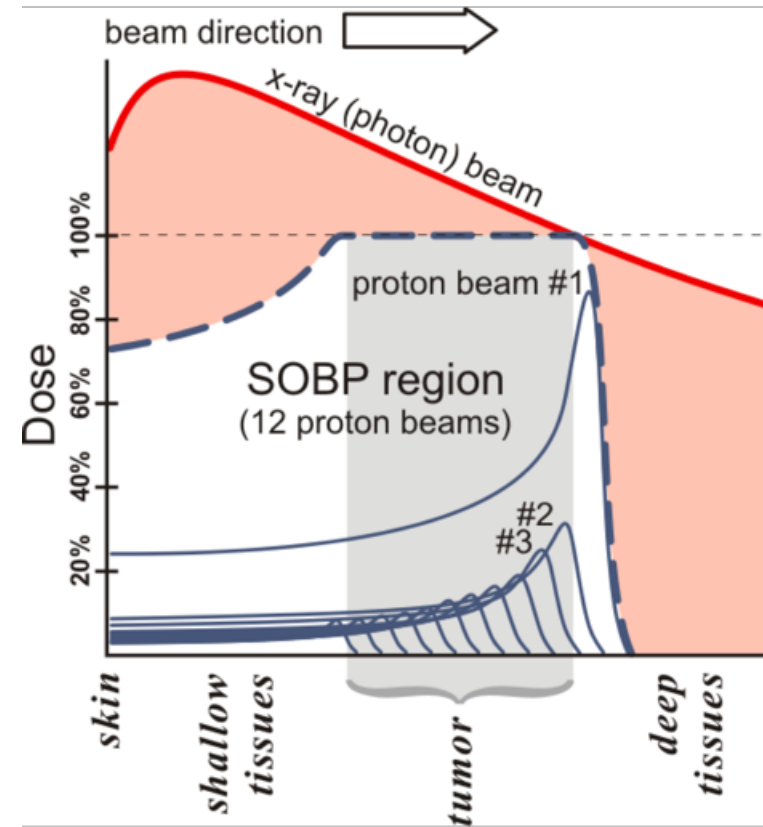 beam direction
x-ray (photon) beam
100%
80%
60%
40%
20%
Dose
proton beam #1
SOBP region
(12 proton beams)
#2
#3
skin
shallow
tissues
tumor
deep
tissues